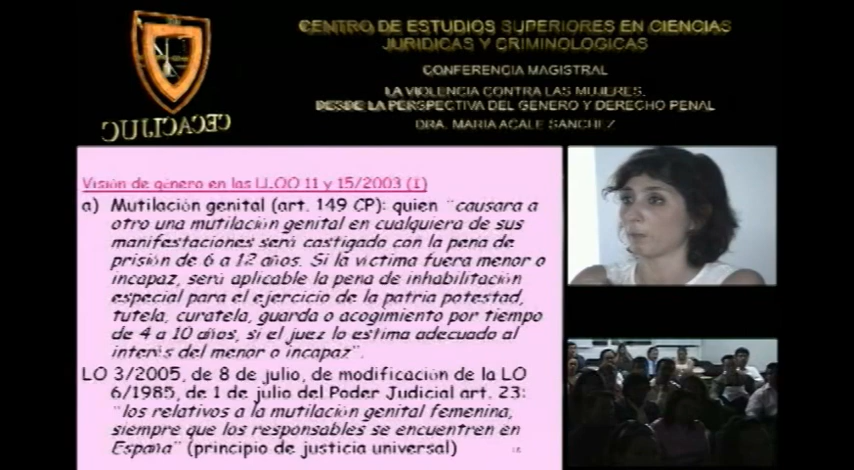 CENTRO DE ESTUDIOS SUPERIORES EN CIENCIAS
JURIDICAS Y CRIMINOLOGICAS
CONFERENCIA MAGISTRAL
LA VIOLENCIA CONTRA LAS MUJERES.
DESDE LA PERSPECTIVA DEL GENERO Y DERECHO PENAL
DRA. MARIA ACALE SANCHEZ
CECACIJUC
Visión de género en las LLOO 11 y 15/2003 (I)
a) Mutilación genital (art. 149 CP): quien ¨causara a
otro una mutilación genital en cualquiera de sus
manifestaciones será castigado con la pena de
prisión de 6 a 12 años. Si la víctima fuera menor o
incapaz, será aplicable la pena de inhabilitación
especial para el ejercicio de la patria potestad,
tutela, curatela, guarda o acogimiento por tiempo
de 4 a 10 años, si el juez lo estima adecuado al
interés del menor o incapaz¨.
LO 3/2005, de 8 de julio, de modificación de la LO
6/1985, de 1 de julio del Poder Judicial art. 23:
¨los relativos a la mutilación genital femenina,
siempre que los responsables se encuentren en
España¨ (principio de justicia universal)